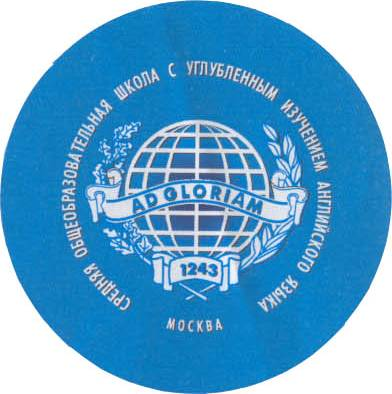 СРЕДНЯЯ ОБЩЕОБРАЗОВАТЕЛЬНАЯ ШКОЛА С УГЛУБЛЕННЫМ ИЗУЧЕНИЕМ АНГЛИЙСКОГО ЯЗЫКА
AD GLORIAM
1243
МОСКВА